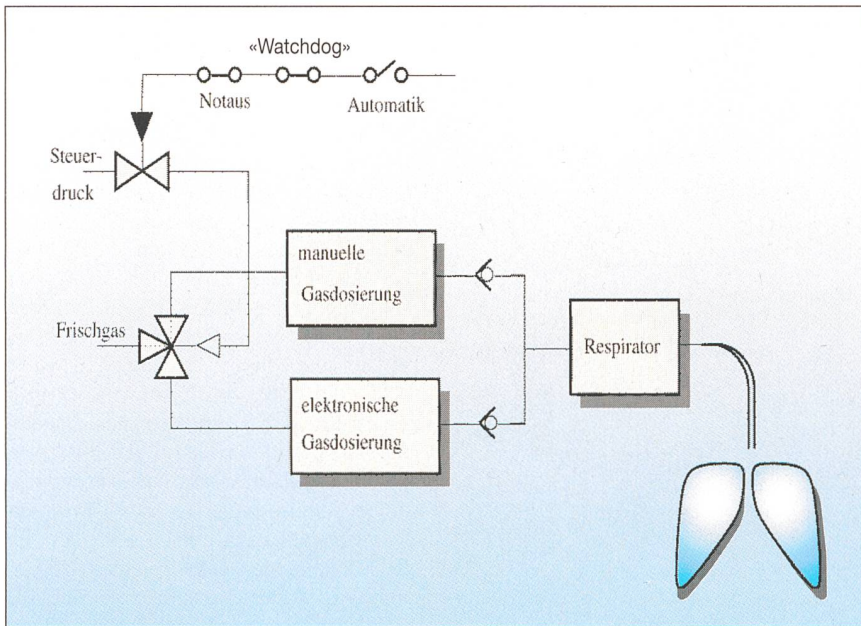 «Watchdog»
Notaus
Automatik
Steuer-
druck
manuelle
Gasdosierung
Frischgas
Respirator
elektronische
Gasdosierung